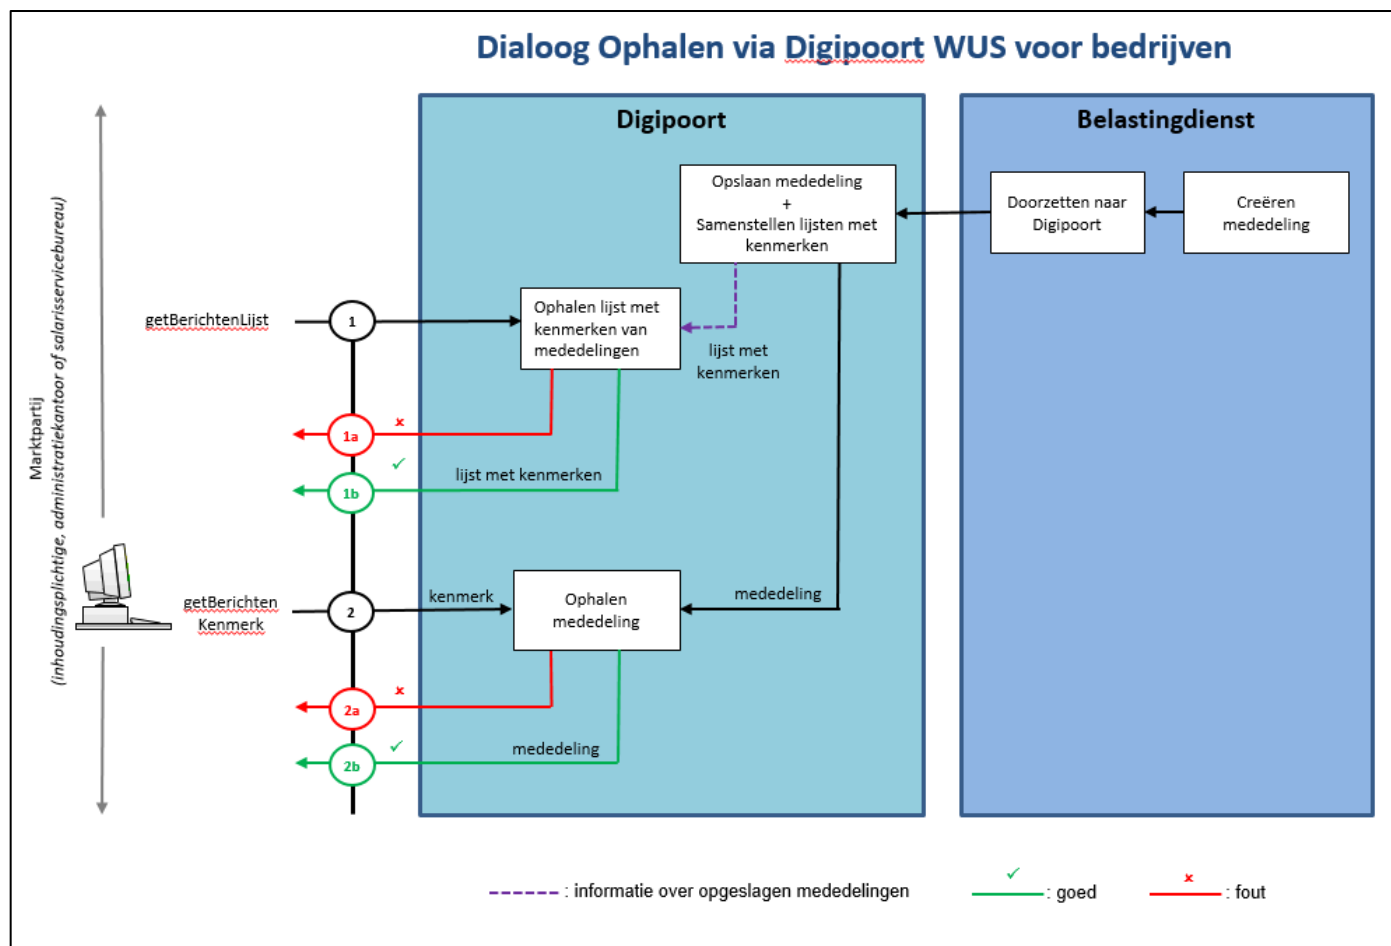 Dialoog Ophalen via Digipoort WUS voor bedrijven
Digipoort
Belastingdienst
Opslaan mededeling
+
Samenstellen lijsten met
kenmerken
Doorzetten naar
Digipoort
Creëren
mededeling
getBerichtenLijst
1
Ophalen lijst met
kenmerken van
mededelingen
lijst met
kenmerken
1a
x
1b
✓
lijst met kenmerken
Marktpartij
(inhoudingsplichtige, administratiekantoor of salarisservicebureau)
getBerichten
Kenmerk
2
kenmerk
Ophalen
mededeling
mededeling
2a
x
2b
✓
mededeling
: informatie over opgeslagen mededelingen
✓
: goed
x
: fout